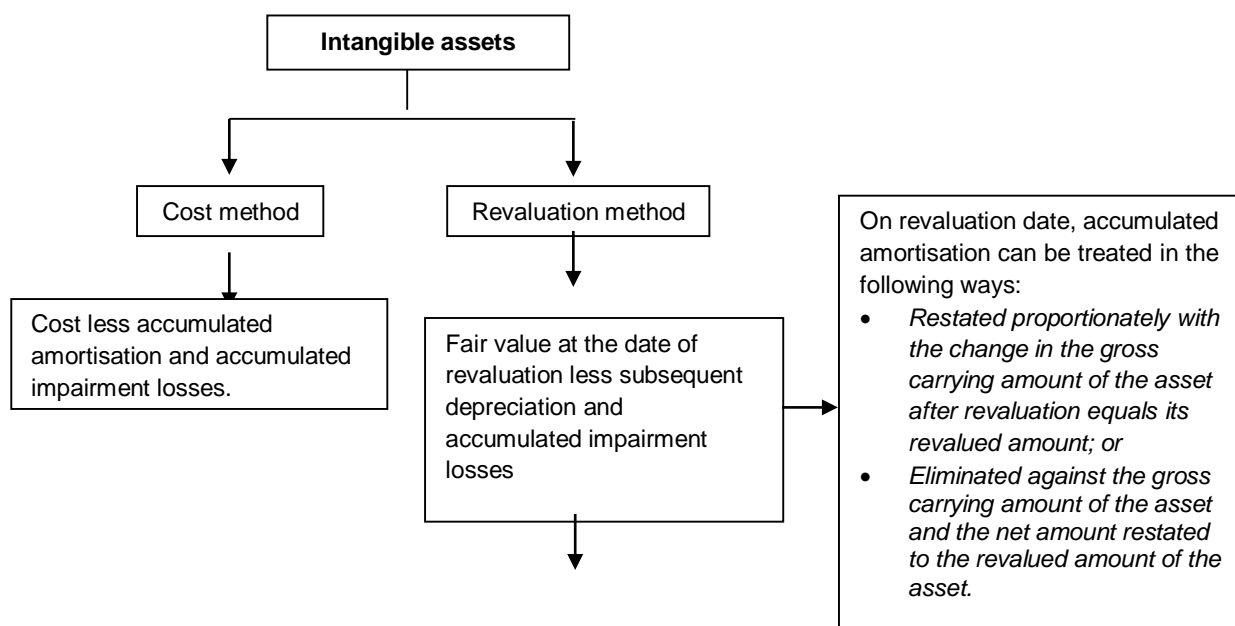 Intangible assets
Cost method
Revaluation method
Cost less accumulated
amortisation and accumulated
impairment losses.
Fair value at the date of
revaluation less subsequent
depreciation and
accumulated impairment
losses
On revaluation date, accumulated
amortisation can be treated in the
following ways:
• Restated proportionately with
the change in the gross
carrying amount of the asset
after revaluation equals its
revalued amount; or
• Eliminated against the gross
carrying amount of the asset
and the net amount restated
to the revalued amount of the
asset.